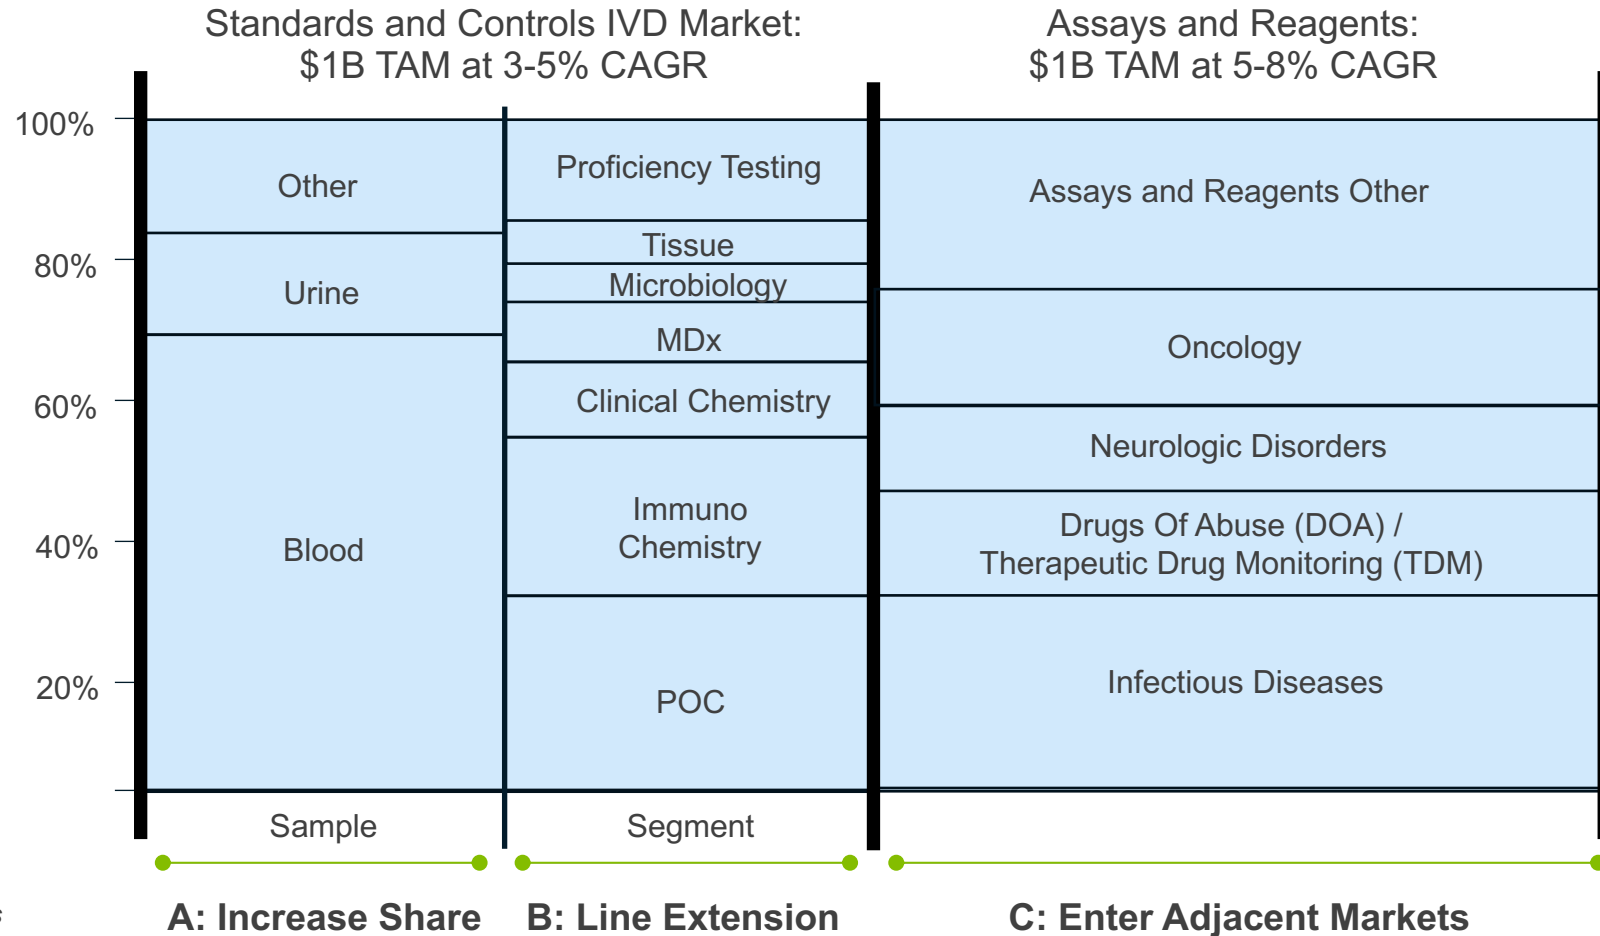 Standards and Controls IVD Market:
$1B TAM at 3-5% CAGR
Assays and Reagents:
$1B TAM at 5-8% CAGR
100%
80%
60%
40%
20%
Other
Urine
Blood
Sample
Proficiency Testing
Tissue
Microbiology
MDx
Clinical Chemistry
Immuno
Chemistry
POC
Segment
Assays and Reagents Other
Oncology
Neurologic Disorders
Drugs Of Abuse (DOA) /
Therapeutic Drug Monitoring (TDM)
Infectious Diseases
A: Increase Share
B: Line Extension
C: Enter Adjacent Markets